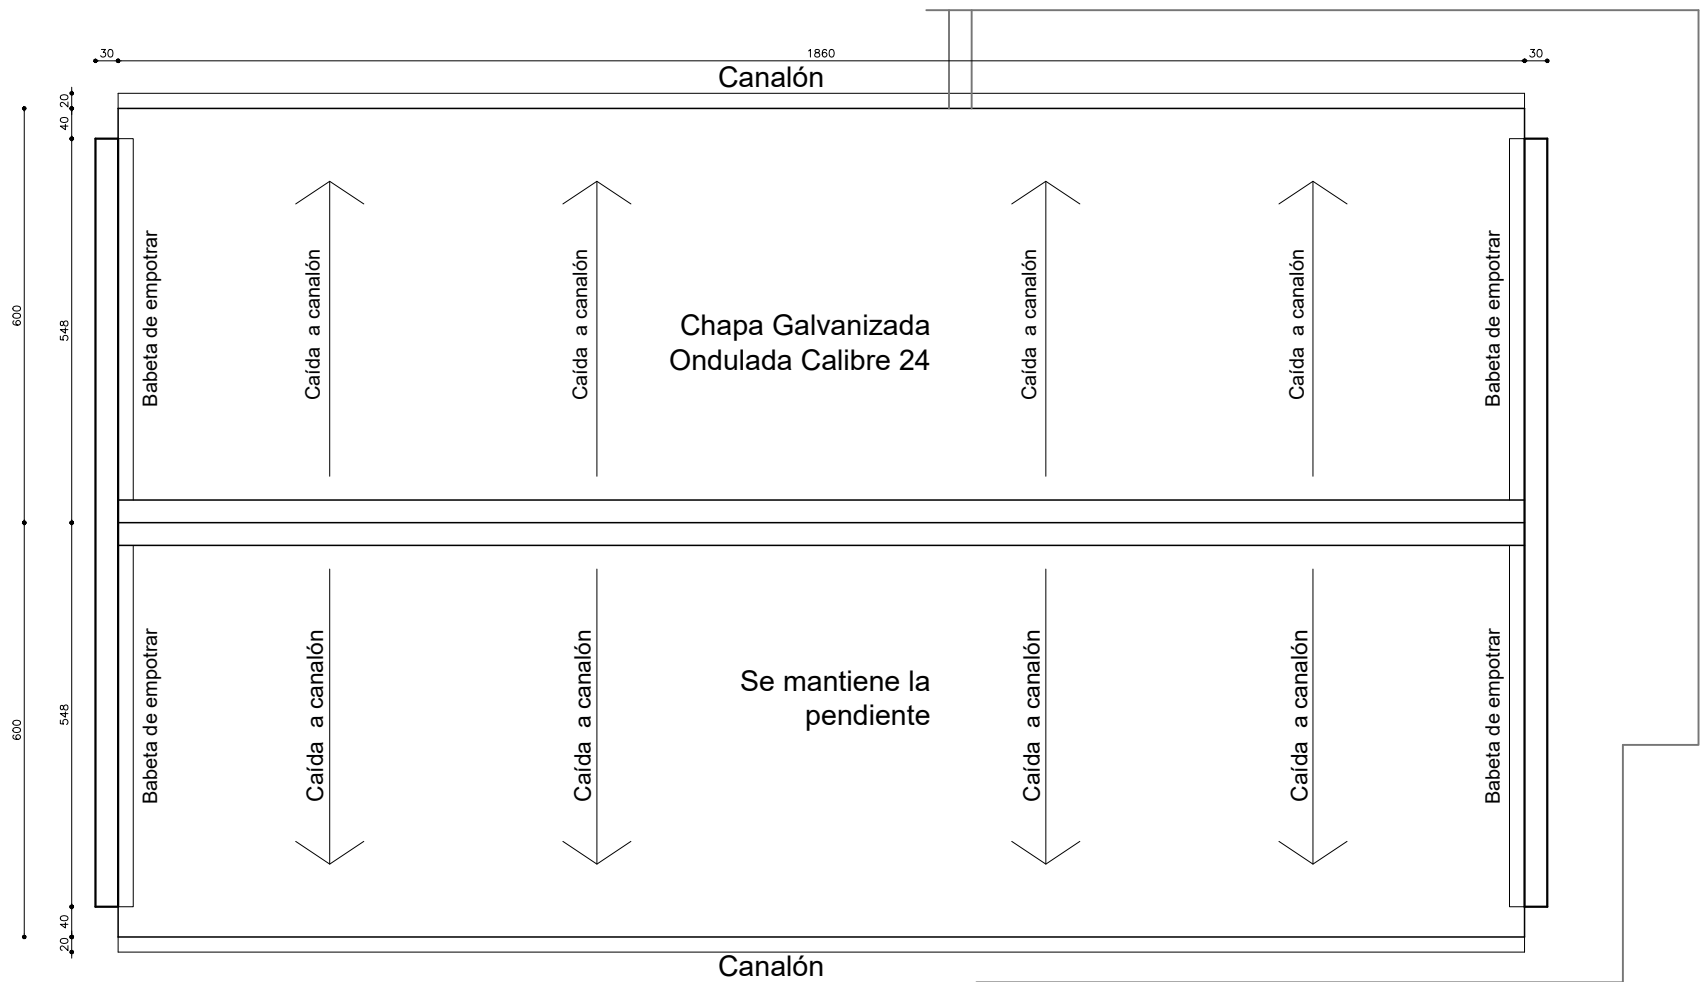 30
1860
30
Canalón
20
40
600
548
Babeta de empotrar
Caída a canalón
Caída a canalón
Chapa Galvanizada
Ondulada Calibre 24
Caída a canalón
Caída a canalón
Babeta de empotrar
600
548
Babeta de empotrar
Caída a canalón
Caída a canalón
Se mantiene la
pendiente
Caída a canalón
Caída a canalón
Babeta de empotrar
40
20
Canalón